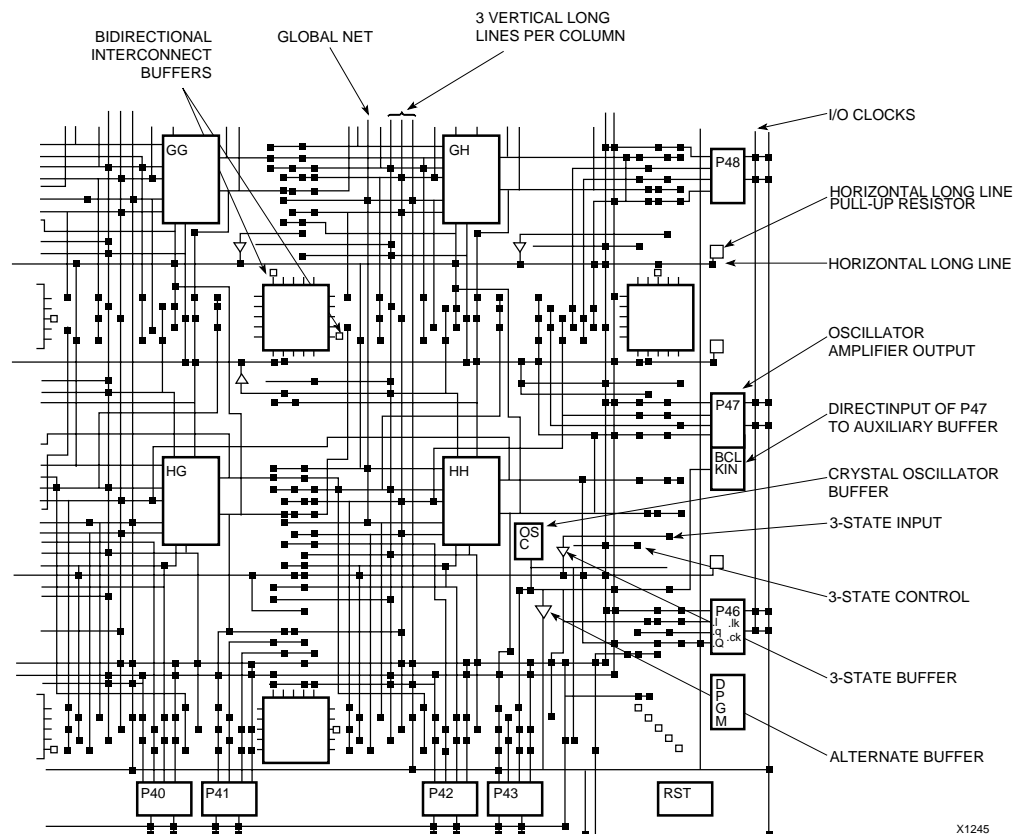 3 VERTICAL LONG
LINES PER COLUMN
BIDIRECTIONAL
INTERCONNECT
BUFFERS
GLOBAL NET
I/O CLOCKS
GG
GH
P48
HORIZONTAL LONG LINE
PULL-UP RESISTOR
HORIZONTAL LONG LINE
OSCILLATOR
AMPLIFIER OUTPUT
P47
DIRECTINPUT OF P47
TO AUXILIARY BUFFER
HG
HH
BCL
KIN
CRYSTAL OSCILLATOR
BUFFER
OS
C
3-STATE INPUT
3-STATE CONTROL
P46
.I
.lk
.q
.ck
Q
3-STATE BUFFER
D
P
G
M
ALTERNATE BUFFER
P40
P41
P42
P43
RST
X1245